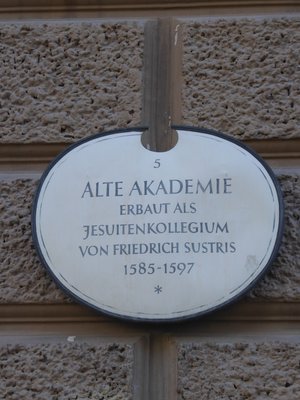 5
ALTE AKADEMIE
ERBAUT ALS
JESUITENKOLLEGIUM
VON FRIEDRICH SUSTRIS
1585-1597
*